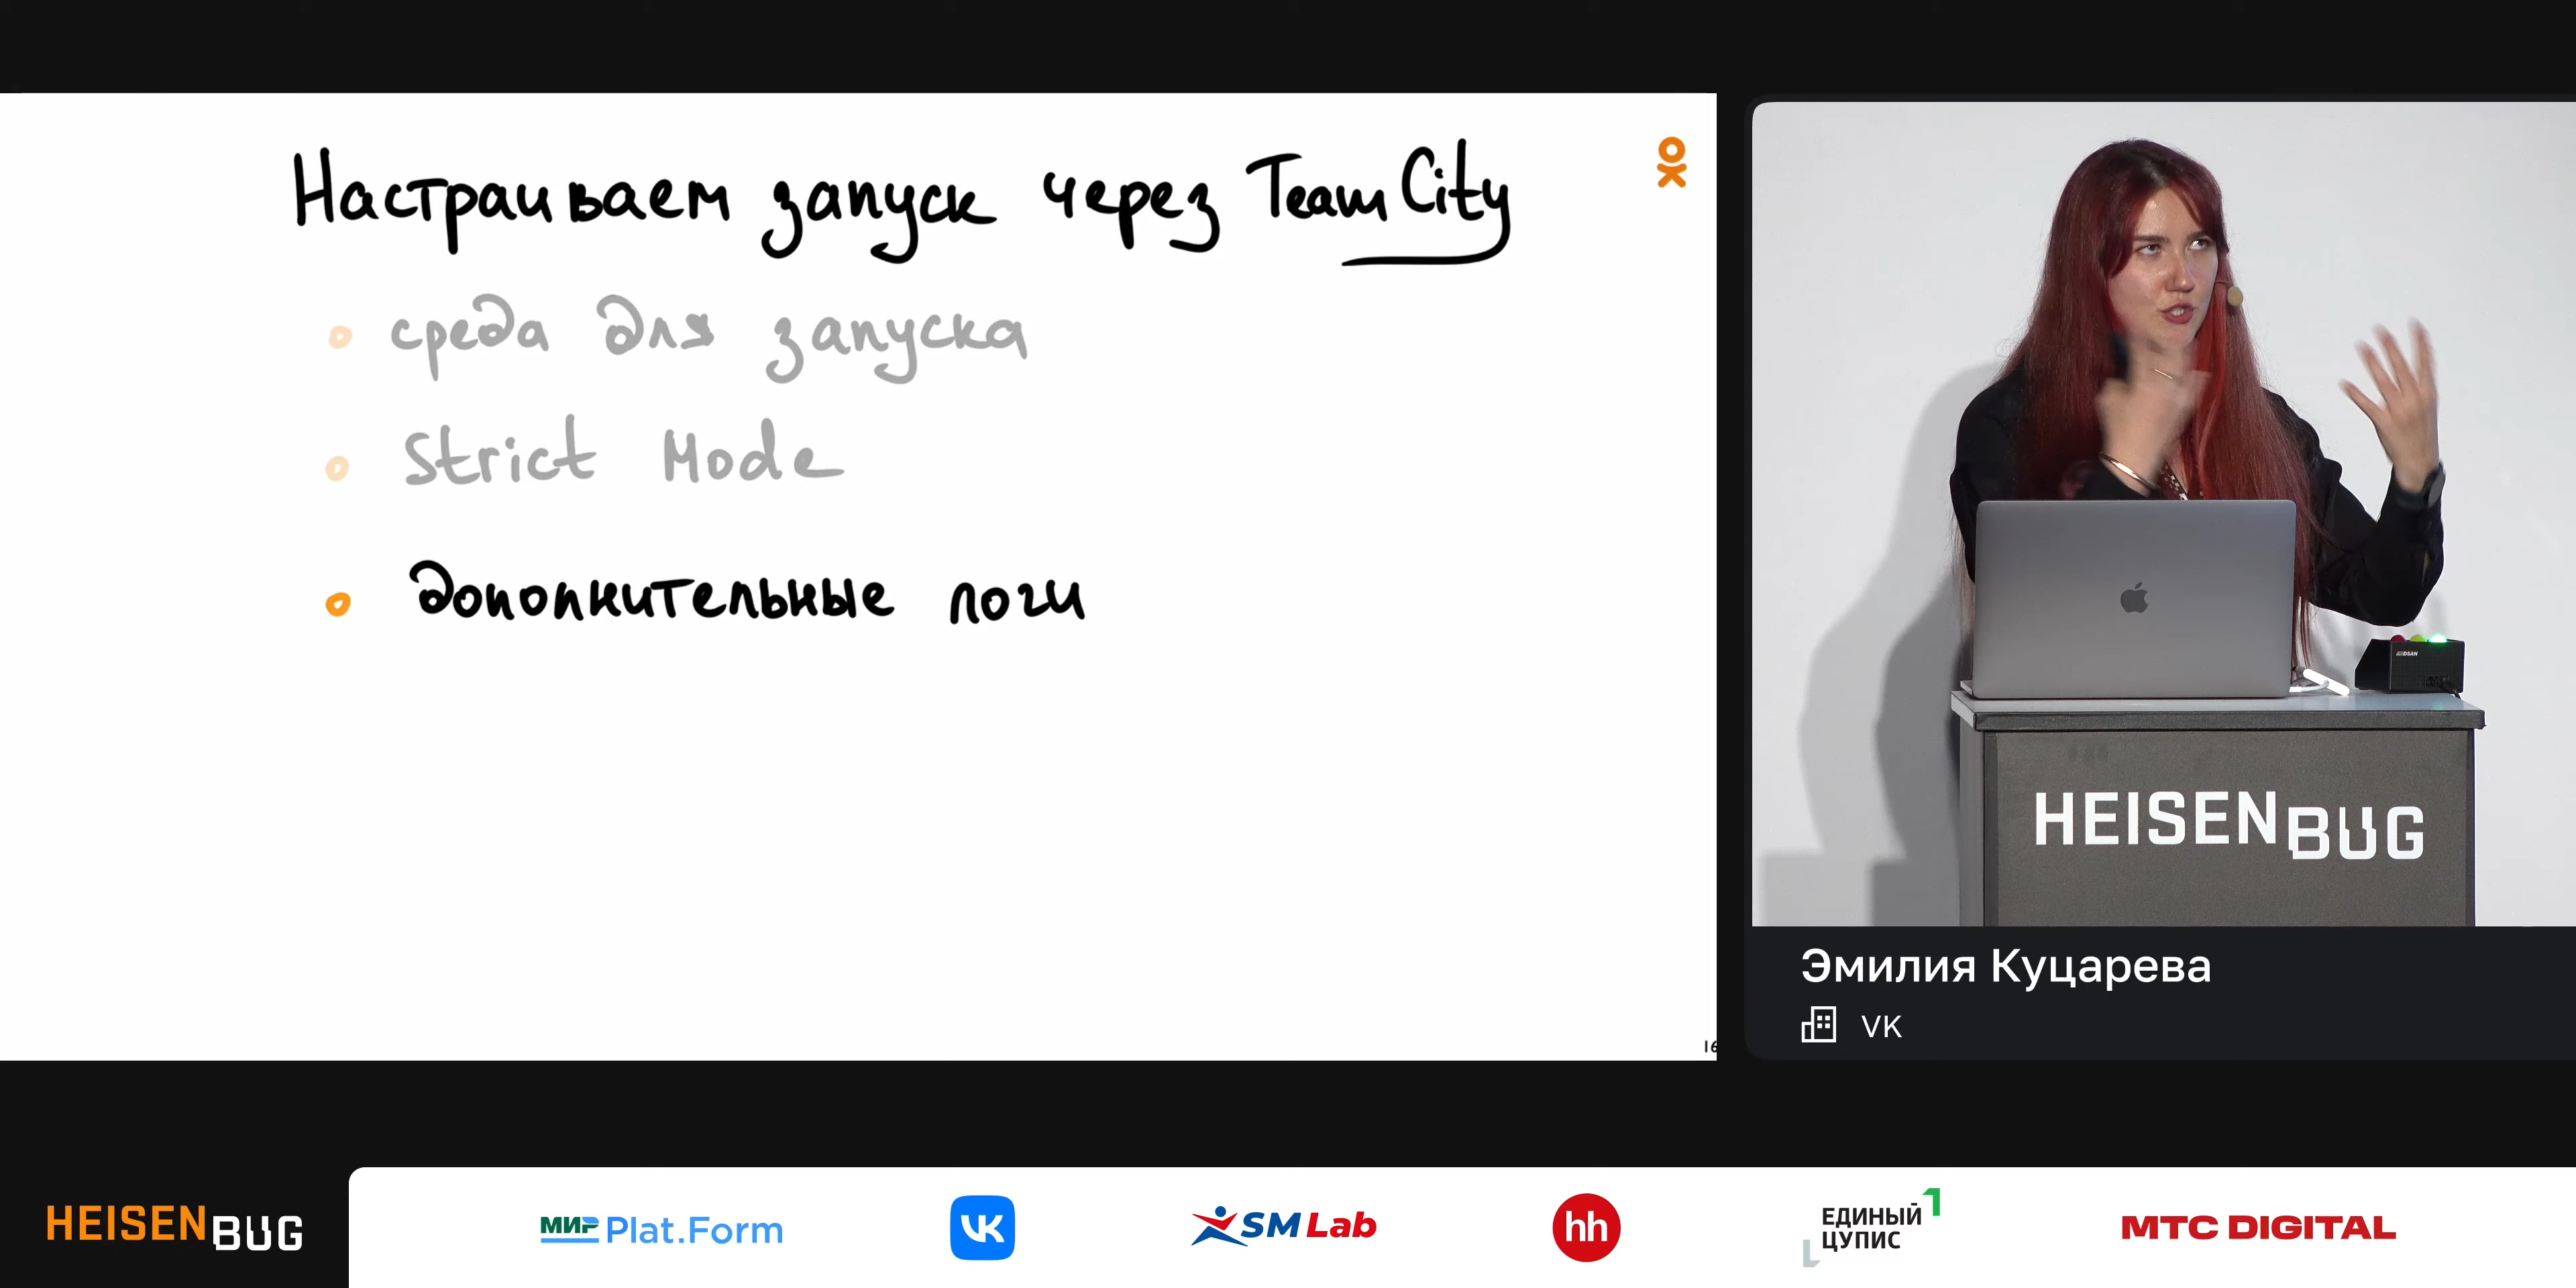 Настраиваем запуск через TeamCity
среда для запуска
Strict Mode
дополнительные логи
HEISENBUG
Эмилия Куцарева
VK
HEISENBUG
МИР Plat.Form
VK
SM Lab
hh
ЕДИНЫЙ
ЦУПИС
МТС DIGITAL